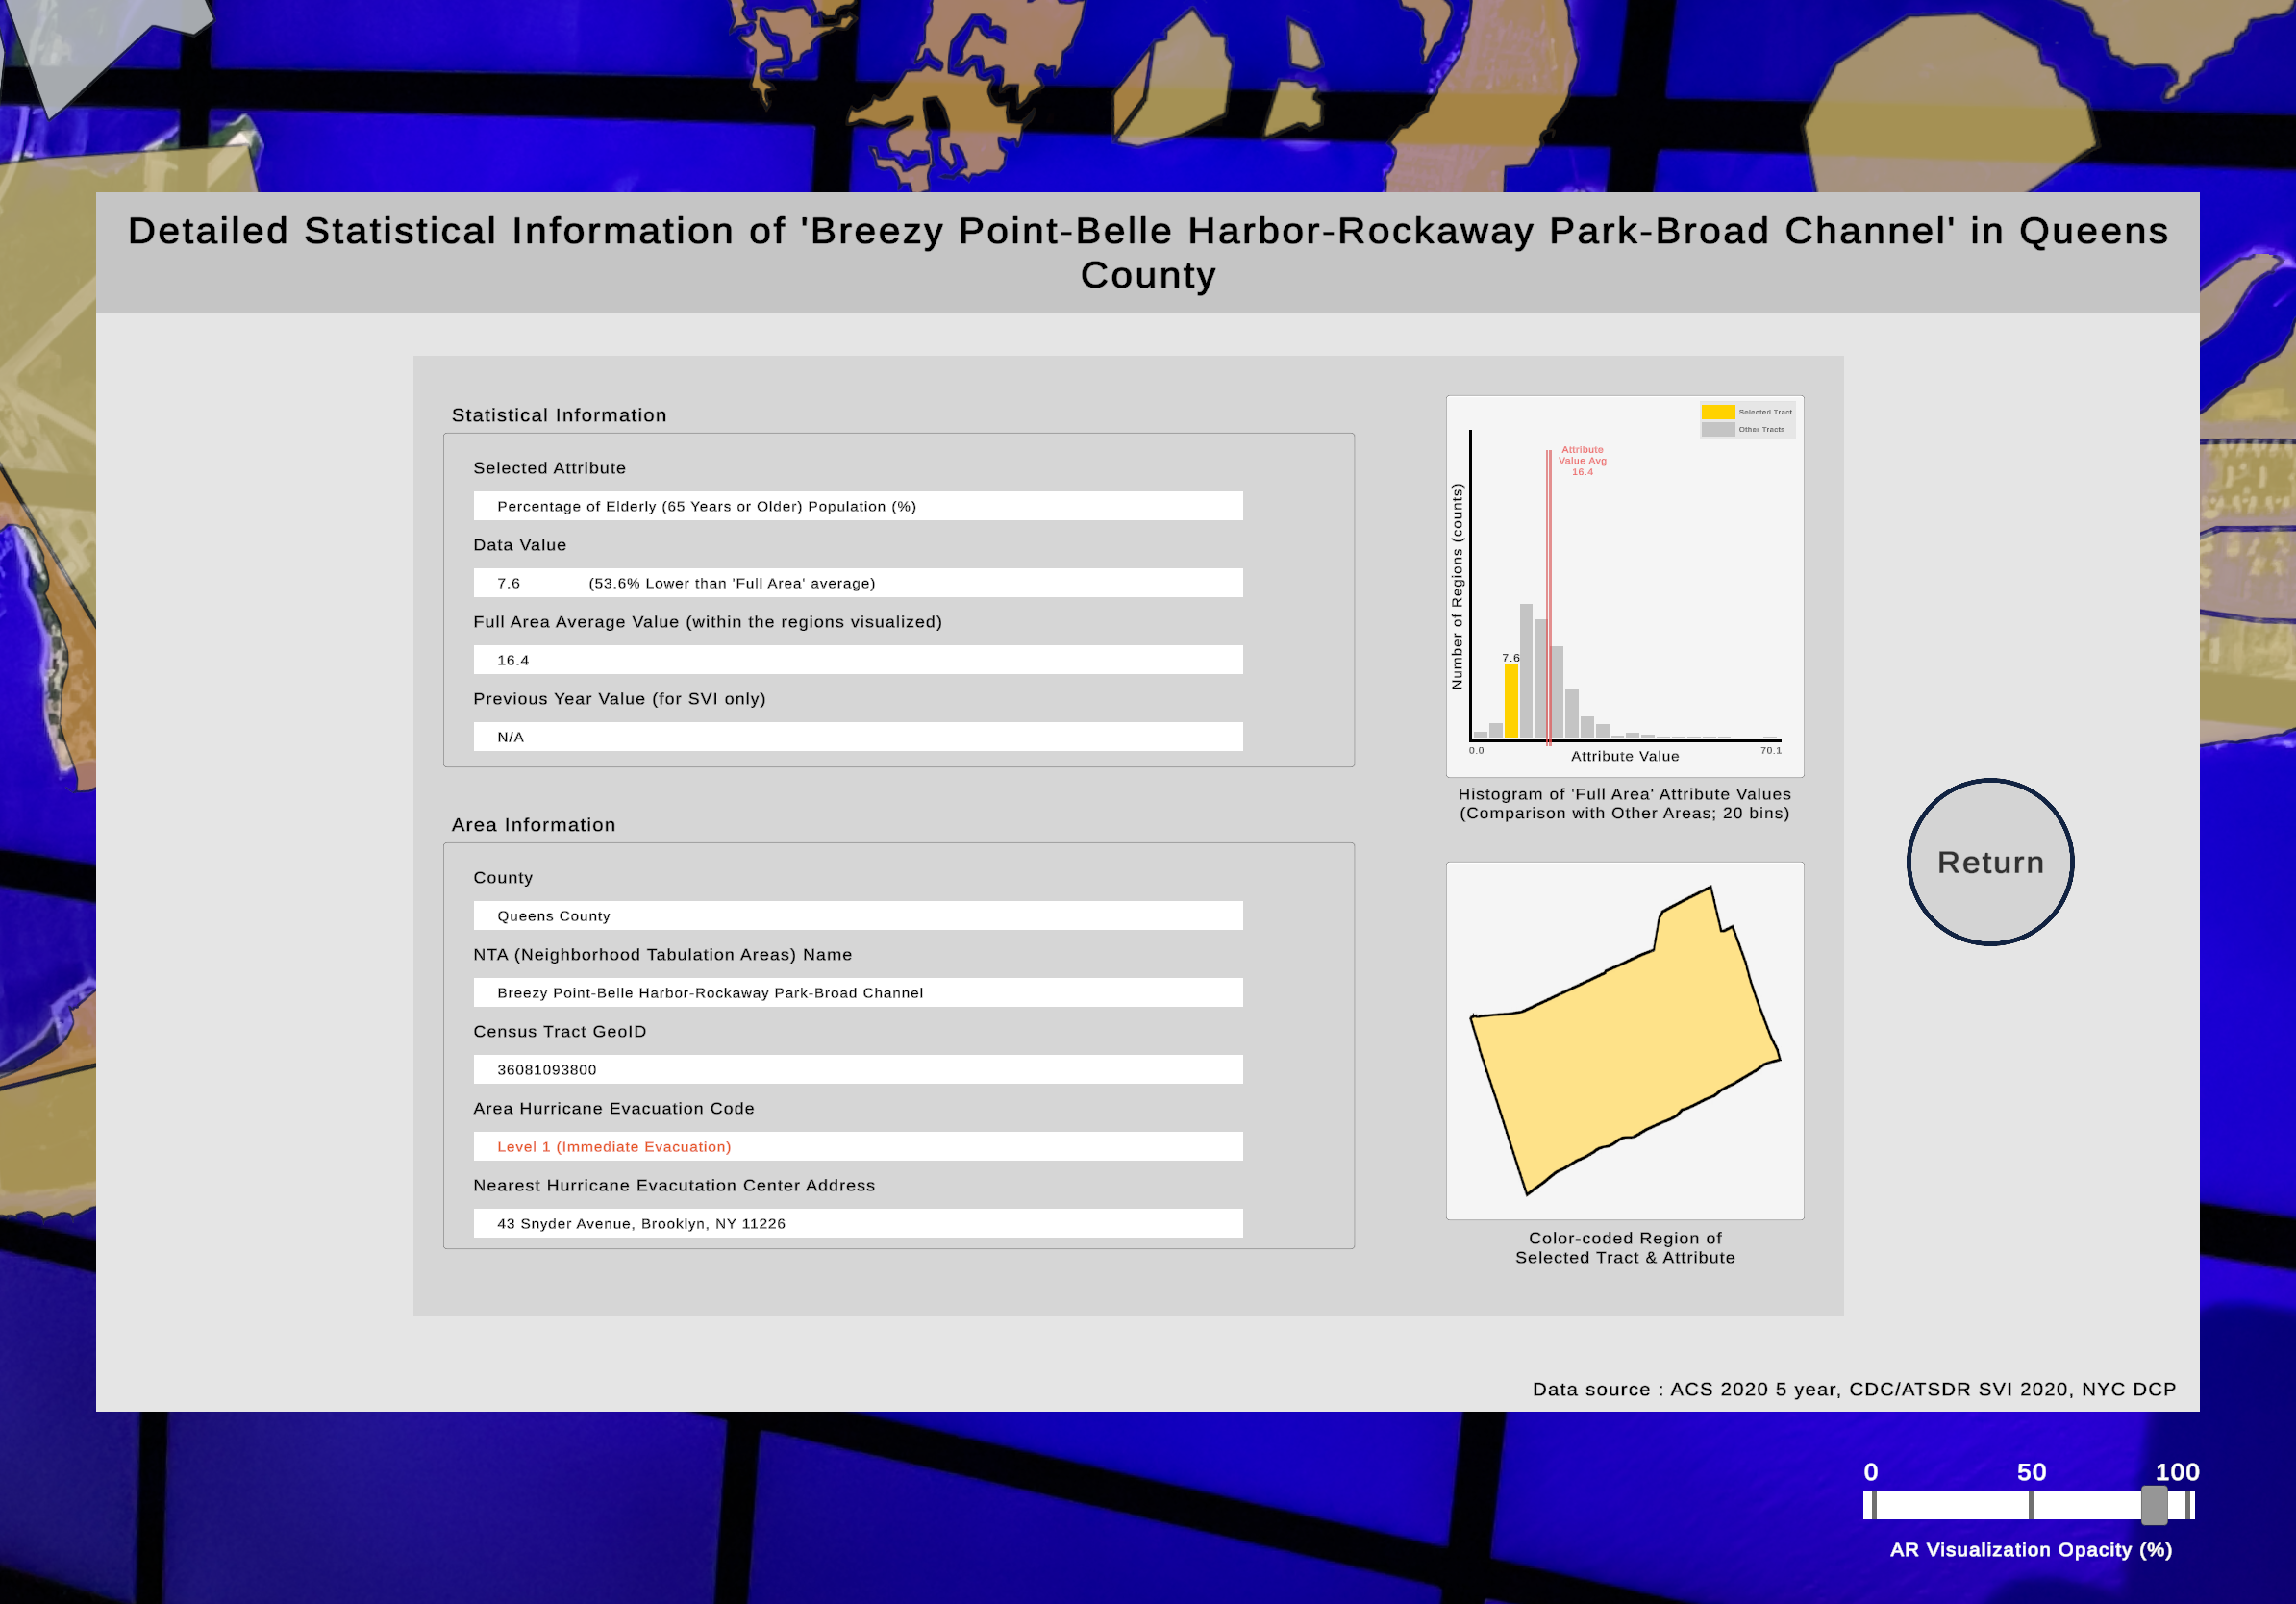 Detailed Statistical Information of 'Breezy Point-Belle Harbor-Rockaway Park-Broad Channel' in Queens
County
Statistical Information
Selected Attribute
Percentage of Elderly (65 Years or Older) Population (%)
Data Value
7.6 (53.6% Lower than 'Full Area' average)
Full Area Average Value (within the regions visualized)
16.4
Previous Year Value (for SVI only)
N/A
Area Information
County
Queens County
NTA (Neighborhood Tabulation Areas) Name
Breezy Point-Belle Harbor-Rockaway Park-Broad Channel
Census Tract GeoID
36081093800
Area Hurricane Evacuation Code
Level 1 (Immediate Evacuation)
Nearest Hurricane Evacutation Center Address
43 Snyder Avenue, Brooklyn, NY 11226
Selected Tract
Other Tracts
Attribute
Value Avg
16.4
Number of Regions (counts)
7.6
0.0
70.1
Attribute Value
Histogram of 'Full Area' Attribute Values
(Comparison with Other Areas; 20 bins)
Color-coded Region of
Selected Tract & Attribute
Return
Data source : ACS 2020 5 year, CDC/ATSDR SVI 2020, NYC DCP
0 50 100
AR Visualization Opacity (%)